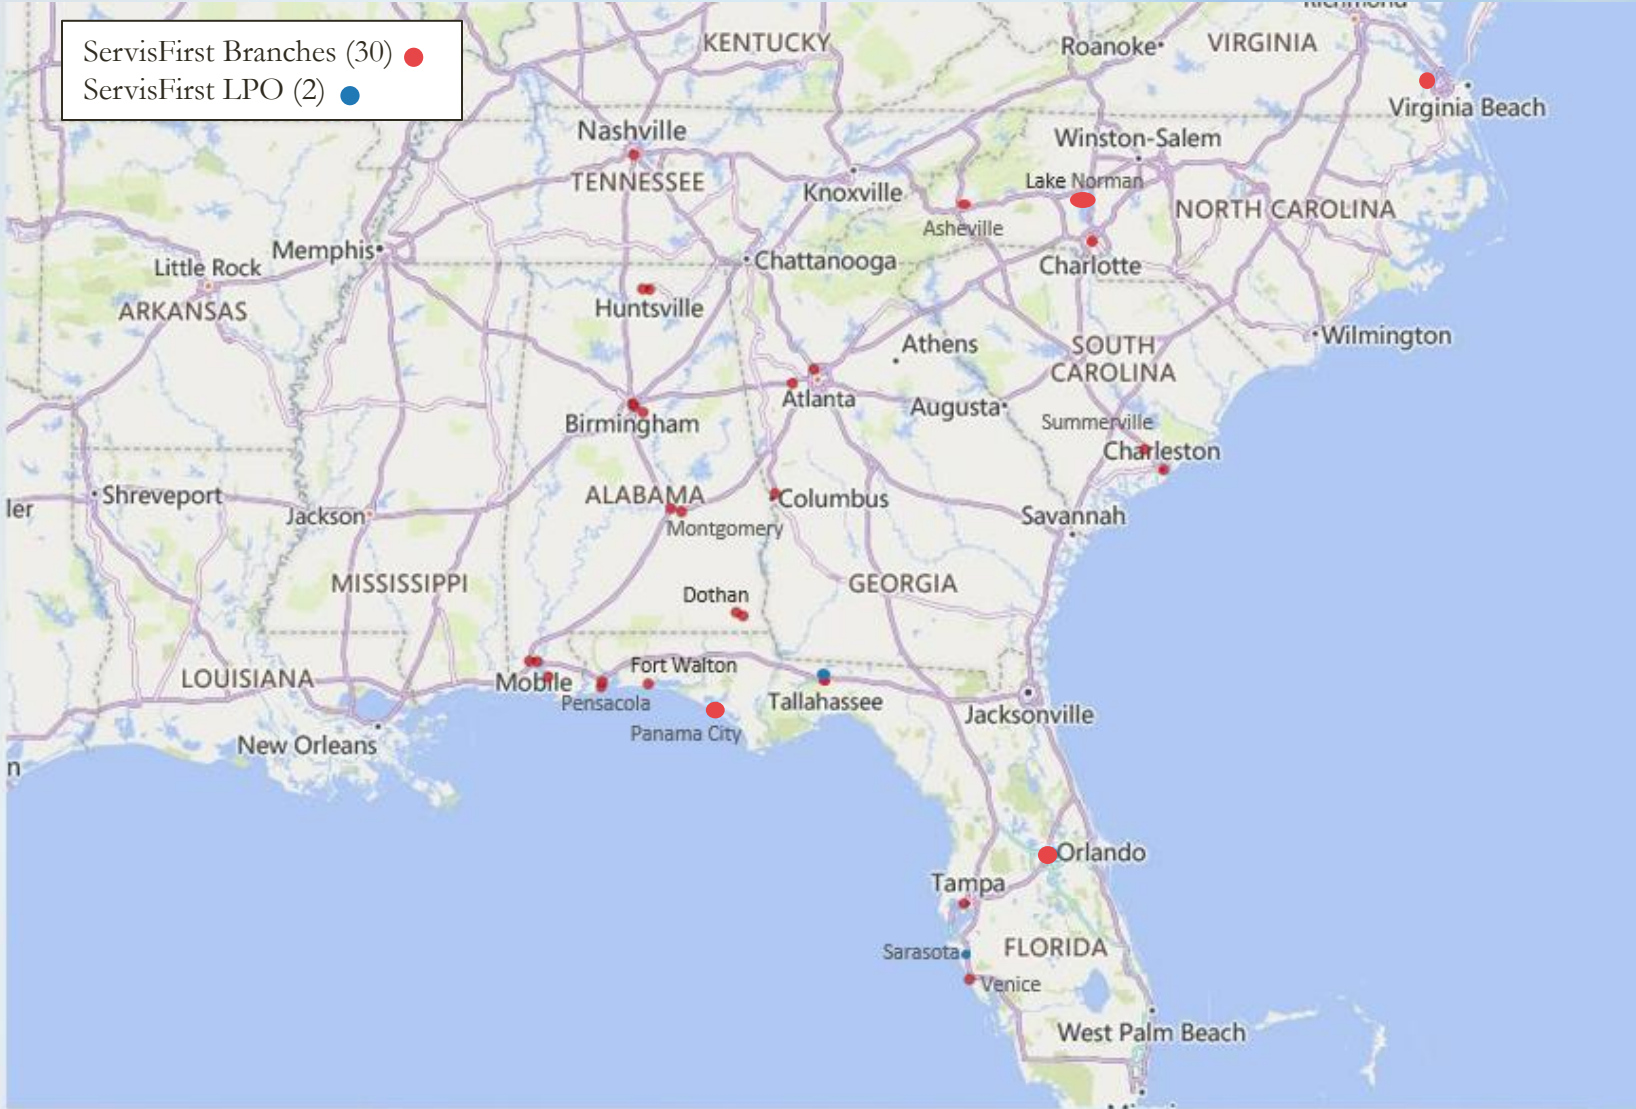 ServisFirst Branches (30)
ServisFirst LPO (2)
KENTUCKY
Roanoke
VIRGINIA
Richmond
Virginia Beach
Nashville
Winston-Salem
TENNESSEE
Knoxville
Lake Norman
NORTH CAROLINA
Asheville
Memphis
Little Rock
Chattanooga
Charlotte
ARKANSAS
Huntsville
Athens
SOUTH
CAROLINA
Wilmington
Atlanta
Augusta
Summerville
Birmingham
Charleston
Shreveport
ler
Jackson
ALABAMA
Columbus
Montgomery
Savannah
MISSISSIPPI
Dothan
GEORGIA
LOUISIANA
Mobile
Fort Walton
Pensacola
Tallahassee
Jacksonville
Panama City
New Orleans
n
Orlando
Tampa
Sarasota
FLORIDA
Venice
West Palm Beach